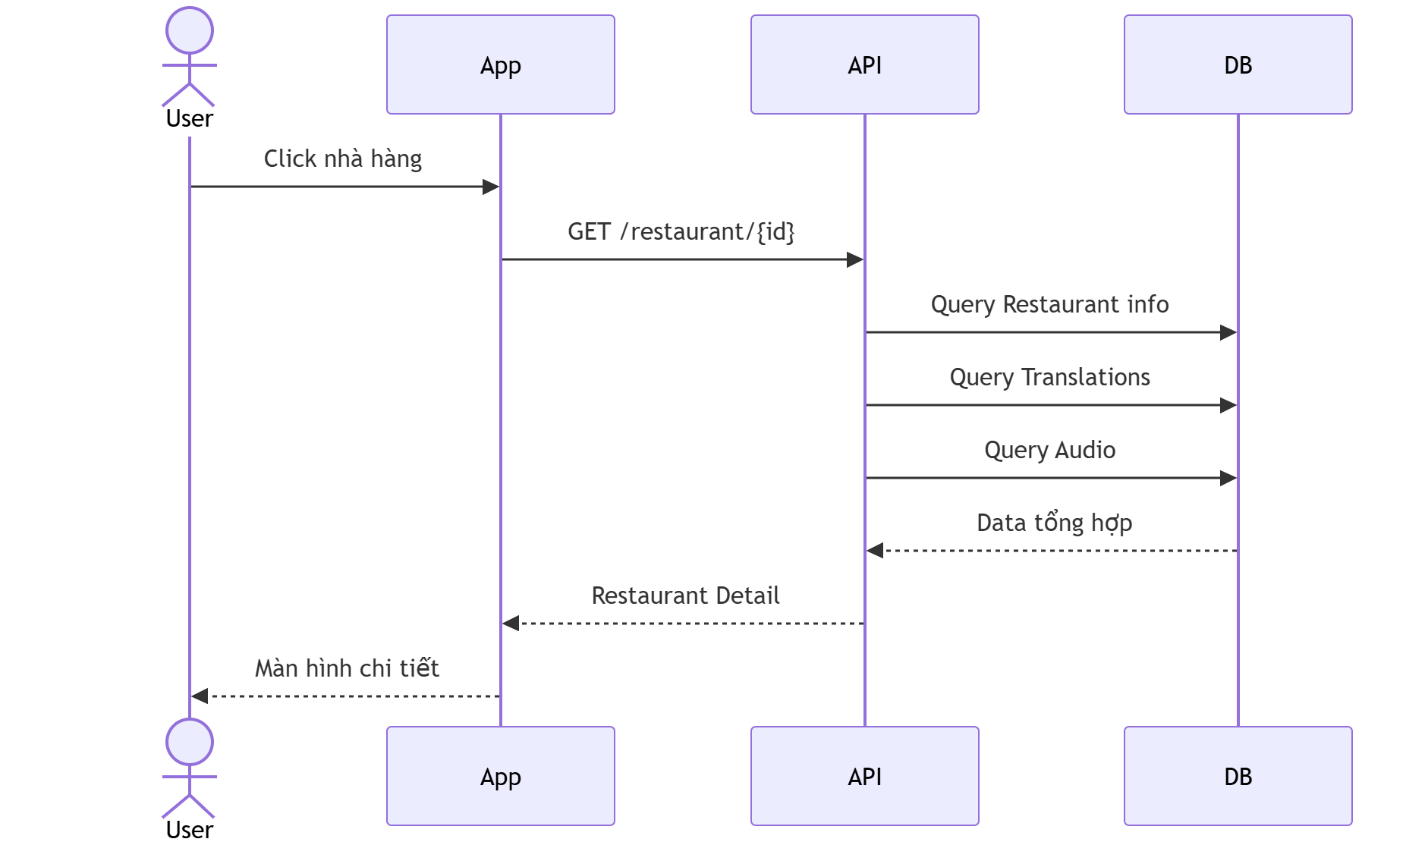 User
App
API
DB
Click nhà hàng
GET /restaurant/{id}
Query Restaurant info
Query Translations
Query Audio
Data tổng hợp
Restaurant Detail
Màn hình chi tiết
User
App
API
DB